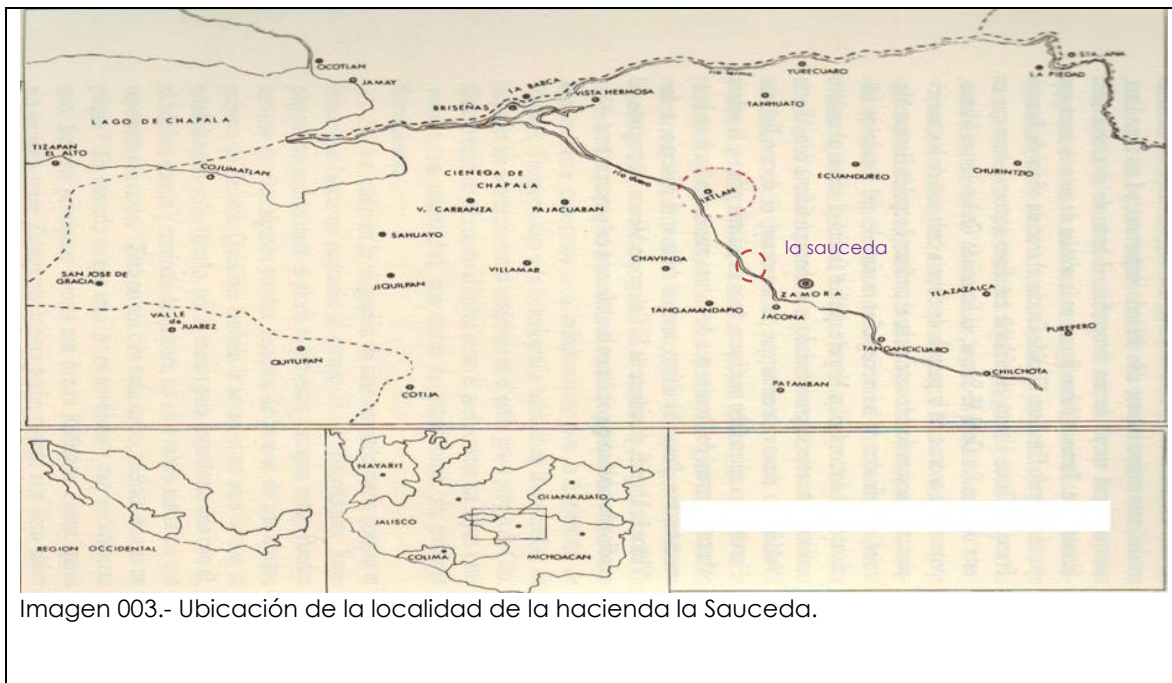 STA. ANA
OCOTLAN
YURECUARO
LA PIEDAD
rio lerma
JAMAY
LA BARCA
VISTA HERMOSA
TANHUATO
BRISEÑAS
LAGO DE CHAPALA
TIZAPAN
EL ALTO
COJUMATLAN
CIENEGA DE
CHAPALA
rio duero
IXTLAN
ECUANDUREO
CHURINTZIO
V. CARRANZA
PAJACUARAN
SAHUAYO
la sauceda
CHAVINDA
VILLAMAR
SAN JOSE DE
GRACIA
JIQUILPAN
ZAMORA
TLAZAZALCA
TANGAMANDAPIO
JACONA
VALLE
de
JUAREZ
PUREPERO
TANGANCICUARO
QUITUPAN
CHILCHOTA
COTIJA
PATAMBAN
NAYARIT
GUANAJUATO
JALISCO
REGION OCCIDENTAL
COLIMA
MICHOACAN
Imagen 003.- Ubicación de la localidad de la hacienda la Sauceda.